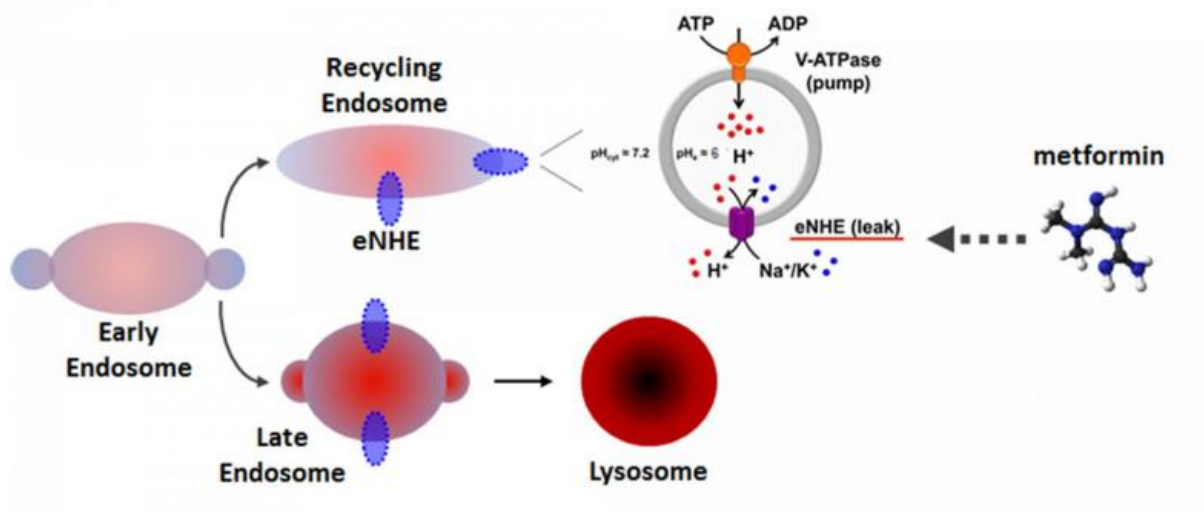 ATP
ADP
V-ATPase
(pump)
Recycling
Endosome
pHcyt = 7.2
pHe = 6
H⁺
metformin
eNHE
eNHE (leak)
H⁺
Na⁺/K⁺
Early
Endosome
Late
Endosome
Lysosome